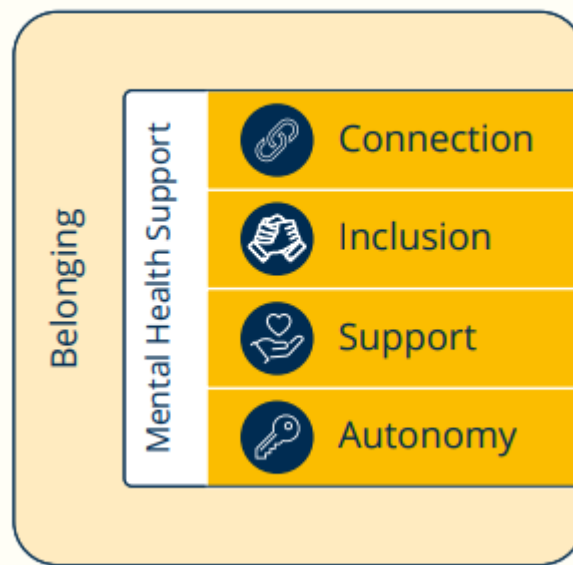 Belonging
Mental Health Support
Connection
Inclusion
Support
Autonomy